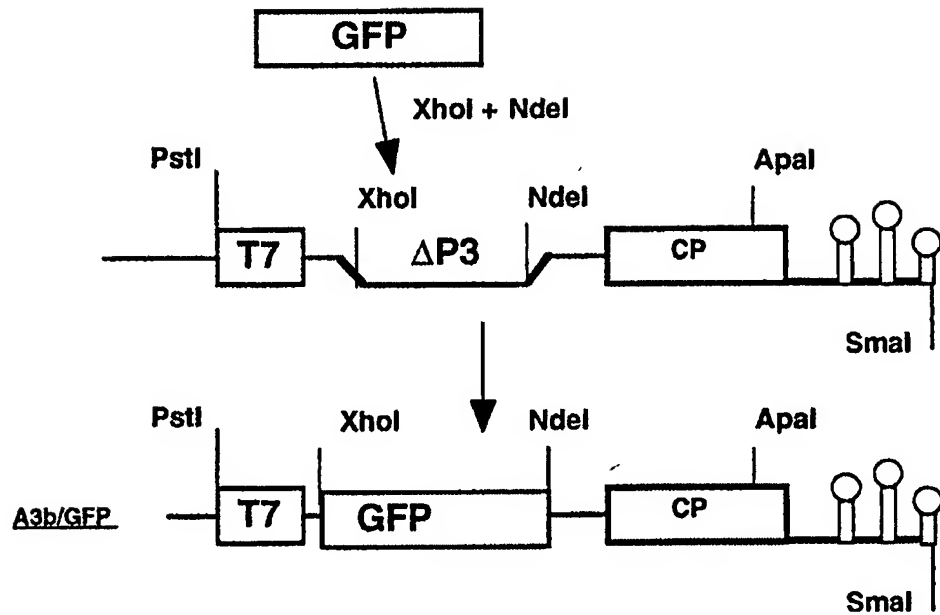 GFP
XhoI + NdeI
PstI
ApaI
XhoI
NdeI
T7
ΔP3
CP
SmaI
PstI
XhoI
NdeI
ApaI
A3b/GFP
T7
GFP
CP
SmaI